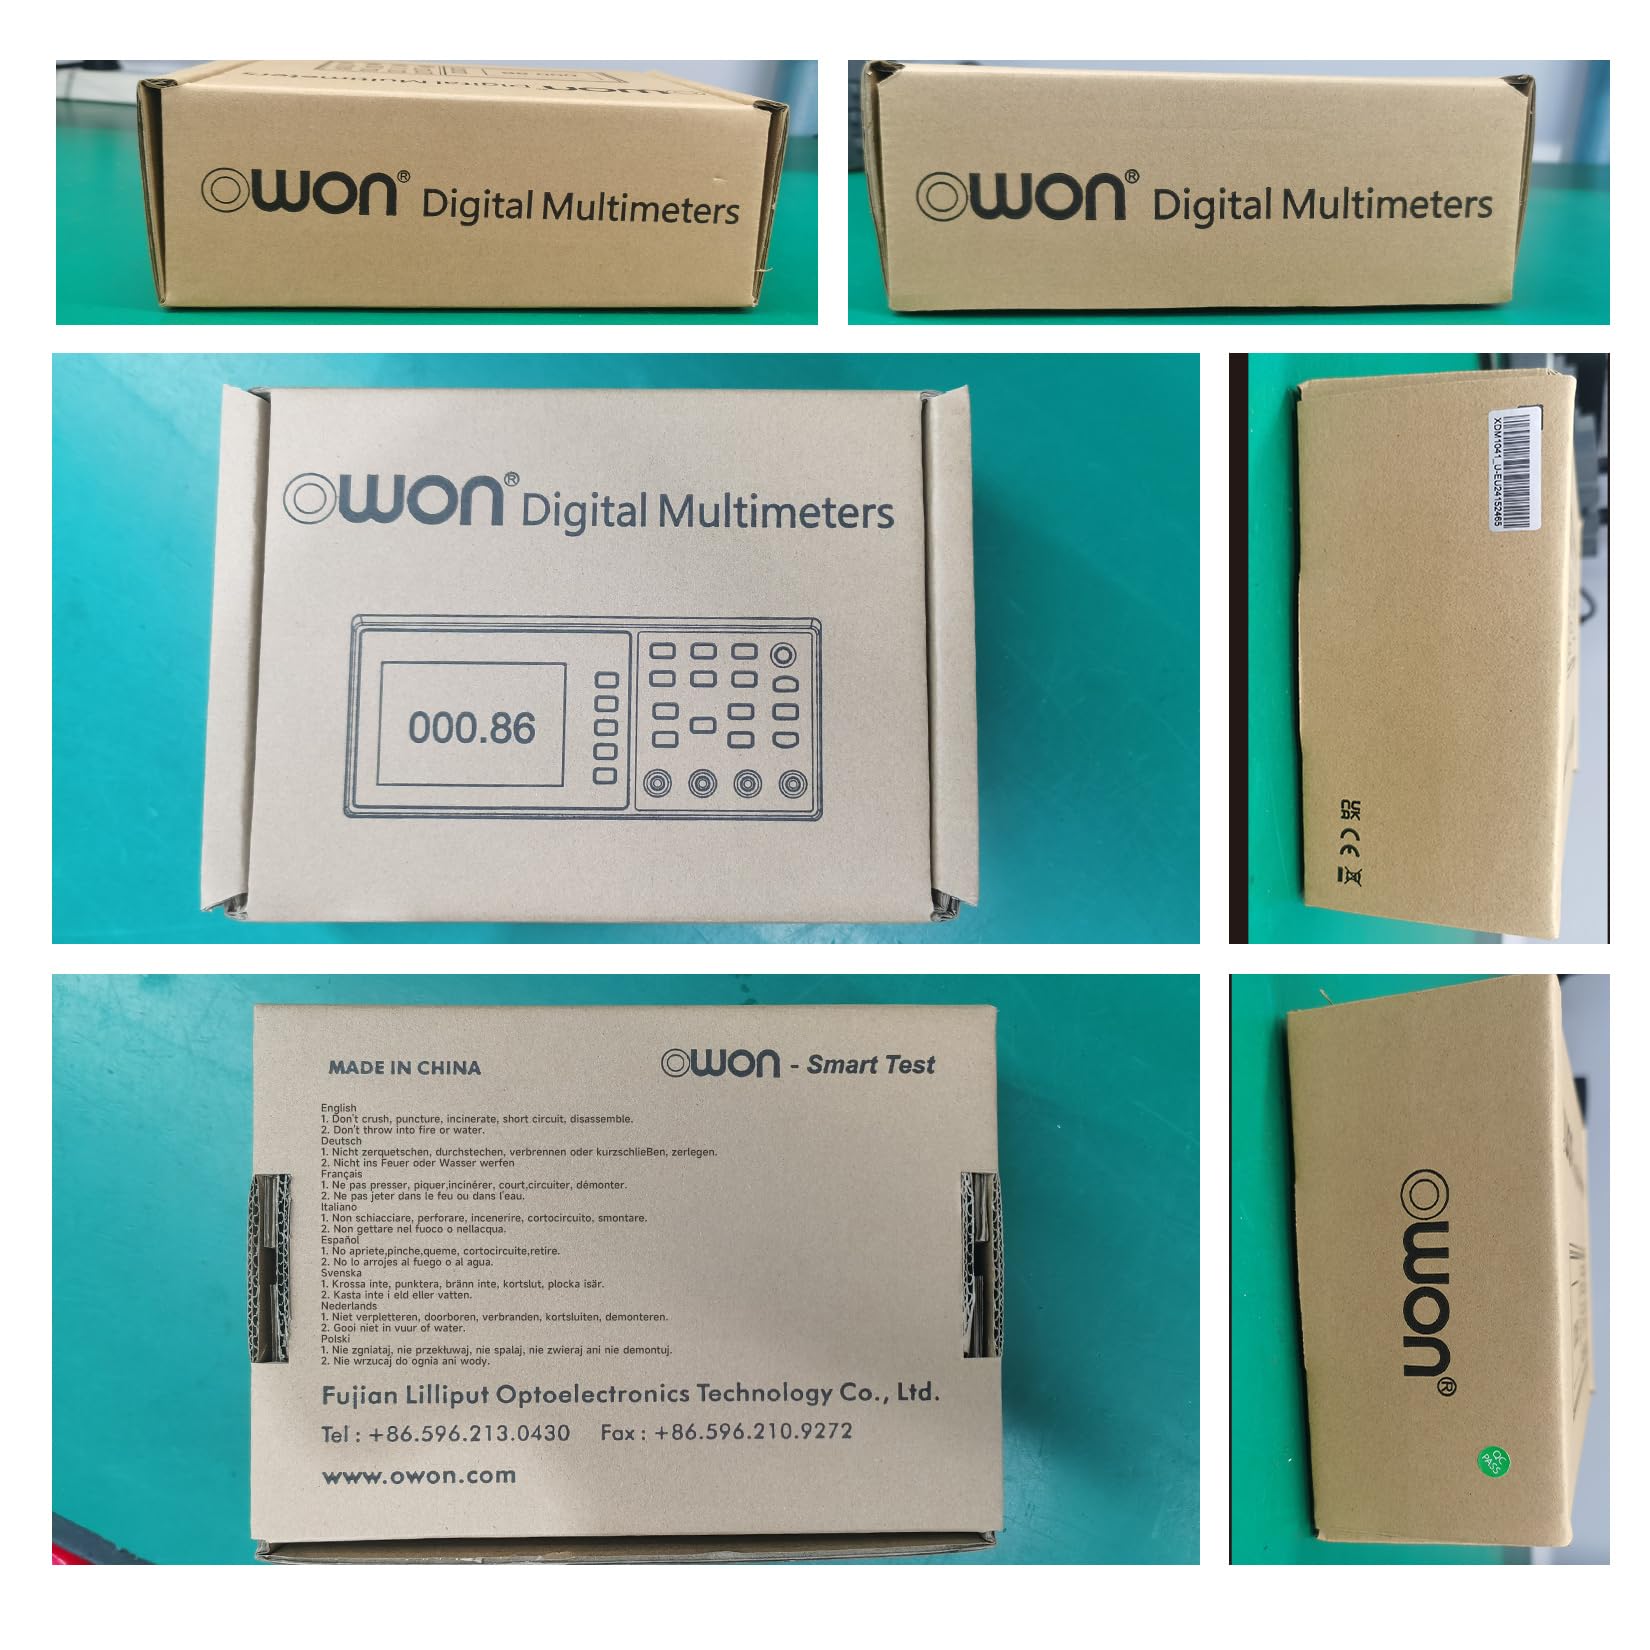 OWON® Digital Multimeters
OWON® Digital Multimeters
OWON® Digital Multimeters
000.86
XDM1041_U-EU24152465
UK
CA CE
MADE IN CHINA
OWON - Smart Test
English
1. Don't crush, puncture, incinerate, short circuit, disassemble.
2. Don't throw into fire or water.
Deutsch
1. Nicht zerquetschen, durchstechen, verbrennen oder kurzschlieBen, zerlegen.
2. Nicht ins Feuer oder Wasser werfen
Français
1. Ne pas presser, piquer,incinérer, court,circuiter, démonter.
2. Ne pas jeter dans le feu ou dans l'eau.
Italiano
1. Non schiacciare, perforare, incenerire, cortocircuito, smontare.
2. Non gettare nel fuoco o nellacqua.
Español
1. No apriete,pinche,queme, cortocircuite,retire.
2. No lo arrojes al fuego o al agua.
Svenska
1. Krossa inte, punktera, bränn inte, kortslut, plocka isär.
2. Kasta inte i eld eller vatten.
Nederlands
1. Niet verpletteren, doorboren, verbranden, kortsluiten, demonteren.
2. Gooi niet in vuur of water.
Polski
1. Nie zgniataj, nie przekłuwaj, nie spalaj, nie zwieraj ani nie demontuj.
2. Nie wrzucaj do ognia ani wody.
Fujian Lilliput Optoelectronics Technology Co., Ltd.
Tel : +86.596.213.0430 Fax : +86.596.210.9272
www.owon.com
OWON®
QC
PASS